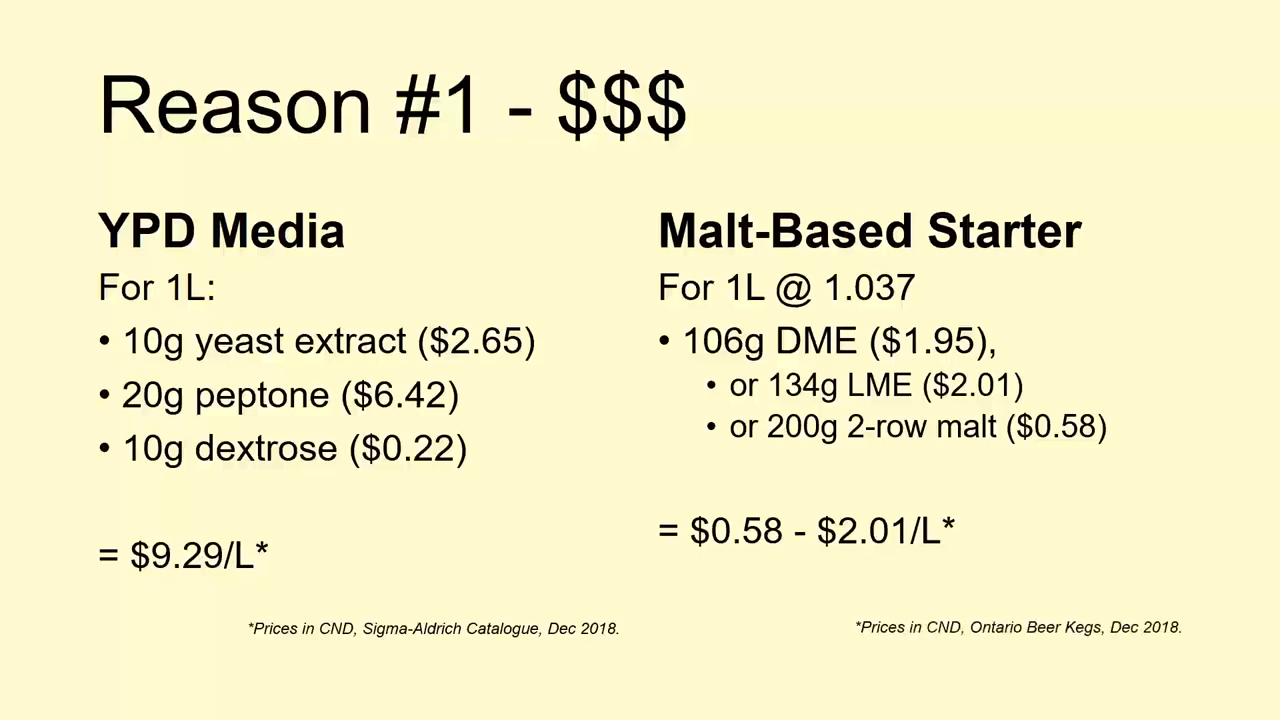 Reason #1 - $$$
YPD Media
For 1L:
• 10g yeast extract ($2.65)
• 20g peptone ($6.42)
• 10g dextrose ($0.22)
= $9.29/L*
*Prices in CND, Sigma-Aldrich Catalogue, Dec 2018.
Malt-Based Starter
For 1L @ 1.037
• 106g DME ($1.95),
• or 134g LME ($2.01)
• or 200g 2-row malt ($0.58)
= $0.58 - $2.01/L*
*Prices in CND, Ontario Beer Kegs, Dec 2018.